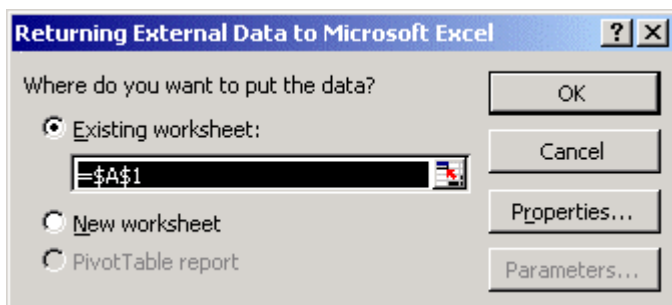 Returning External Data to Microsoft Excel
Where do you want to put the data?
Existing worksheet:
=$A$1
New worksheet
PivotTable report
OK
Cancel
Properties...
Parameters...